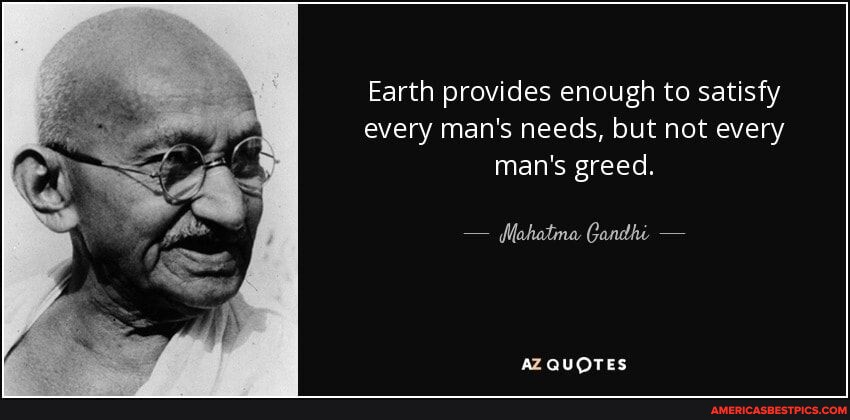 Earth provides enough to satisfy
every man's needs, but not every
man's greed.
Mahatma Gandhi
AZ QUOTES
AMERICASBESTPICS.COM